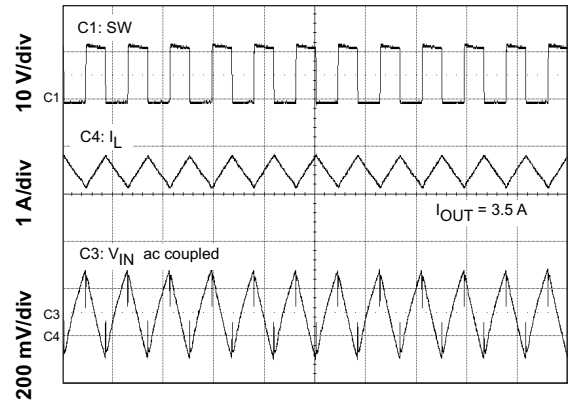 C1: SW
10 V/div
C1
C4: IL
1 A/div
IOUT = 3.5 A
C3: VIN ac coupled
200 mV/div
C3
C4